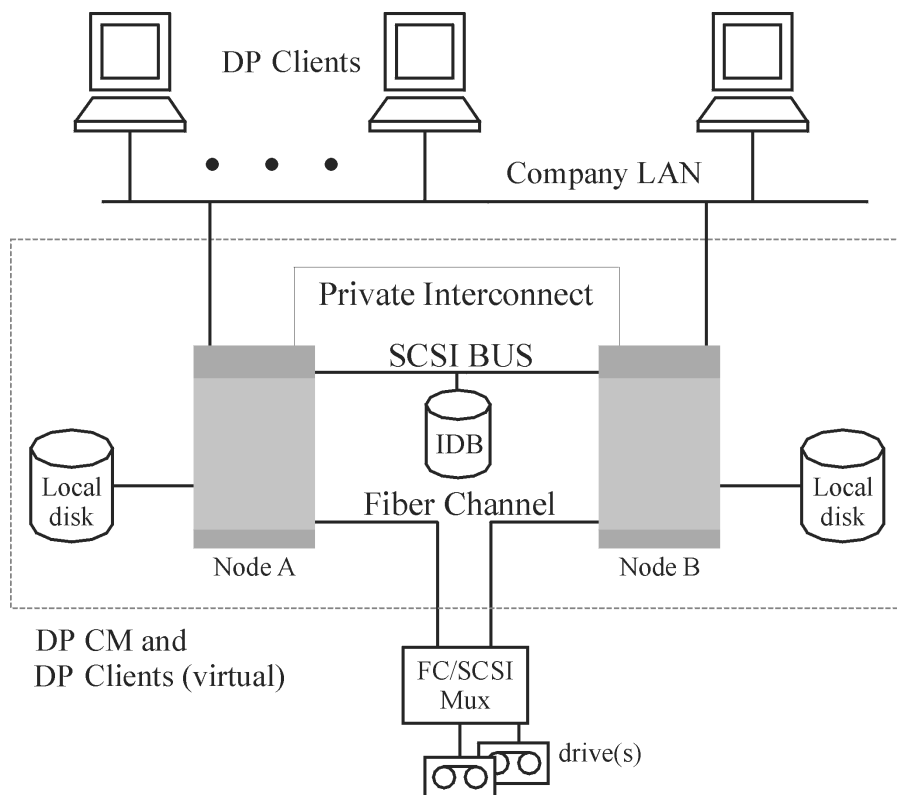 DP Clients
Company LAN
Private Interconnect
SCSI BUS
IDB
Local
disk
Local
disk
Fiber Channel
Node A
Node B
DP CM and
DP Clients (virtual)
FC/SCSI
Mux
drive(s)